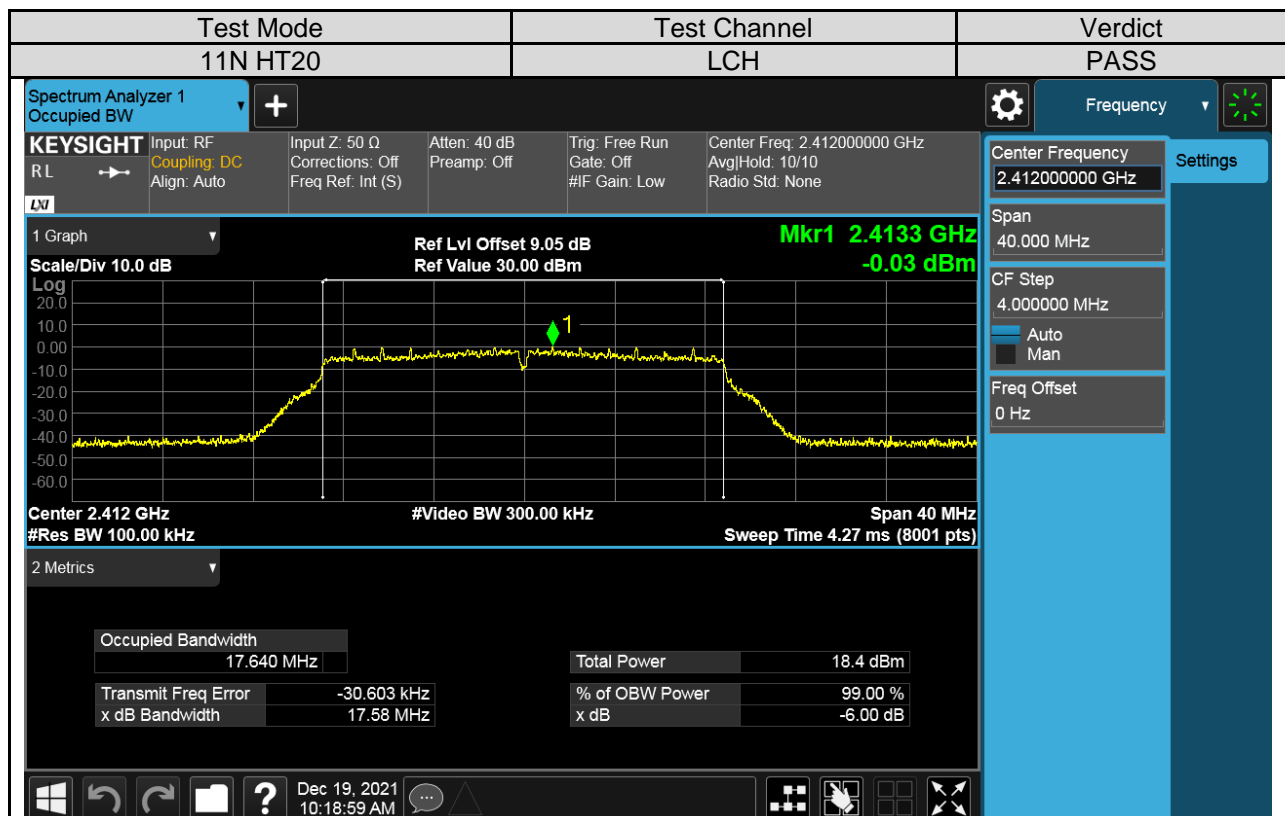 Test Mode Test Channel Verdict
11N HT20 LCH PASS
Spectrum Analyzer 1
Occupied BW
Frequency
KEYSIGHT
RL
LXI
Input: RF
Coupling: DC
Align: Auto
Input Z: 50 Ω
Corrections: Off
Freq Ref: Int (S)
Atten: 40 dB
Preamp: Off
Trig: Free Run
Gate: Off
#IF Gain: Low
Center Freq: 2.412000000 GHz
Avg|Hold: 10/10
Radio Std: None
Center Frequency
2.412000000 GHz
Settings
Span
40.000 MHz
CF Step
4.000000 MHz
Auto
Man
Freq Offset
0 Hz
1 Graph
Scale/Div 10.0 dB
Ref Lvl Offset 9.05 dB
Ref Value 30.00 dBm
Mkr1 2.4133 GHz
-0.03 dBm
Log
20.0
10.0
0.00
-10.0
-20.0
-30.0
-40.0
-50.0
-60.0
1
Center 2.412 GHz
#Res BW 100.00 kHz
#Video BW 300.00 kHz
Span 40 MHz
Sweep Time 4.27 ms (8001 pts)
2 Metrics
Occupied Bandwidth
17.640 MHz
Total Power 18.4 dBm
Transmit Freq Error -30.603 kHz
% of OBW Power 99.00 %
x dB Bandwidth 17.58 MHz
x dB -6.00 dB
Dec 19, 2021
10:18:59 AM